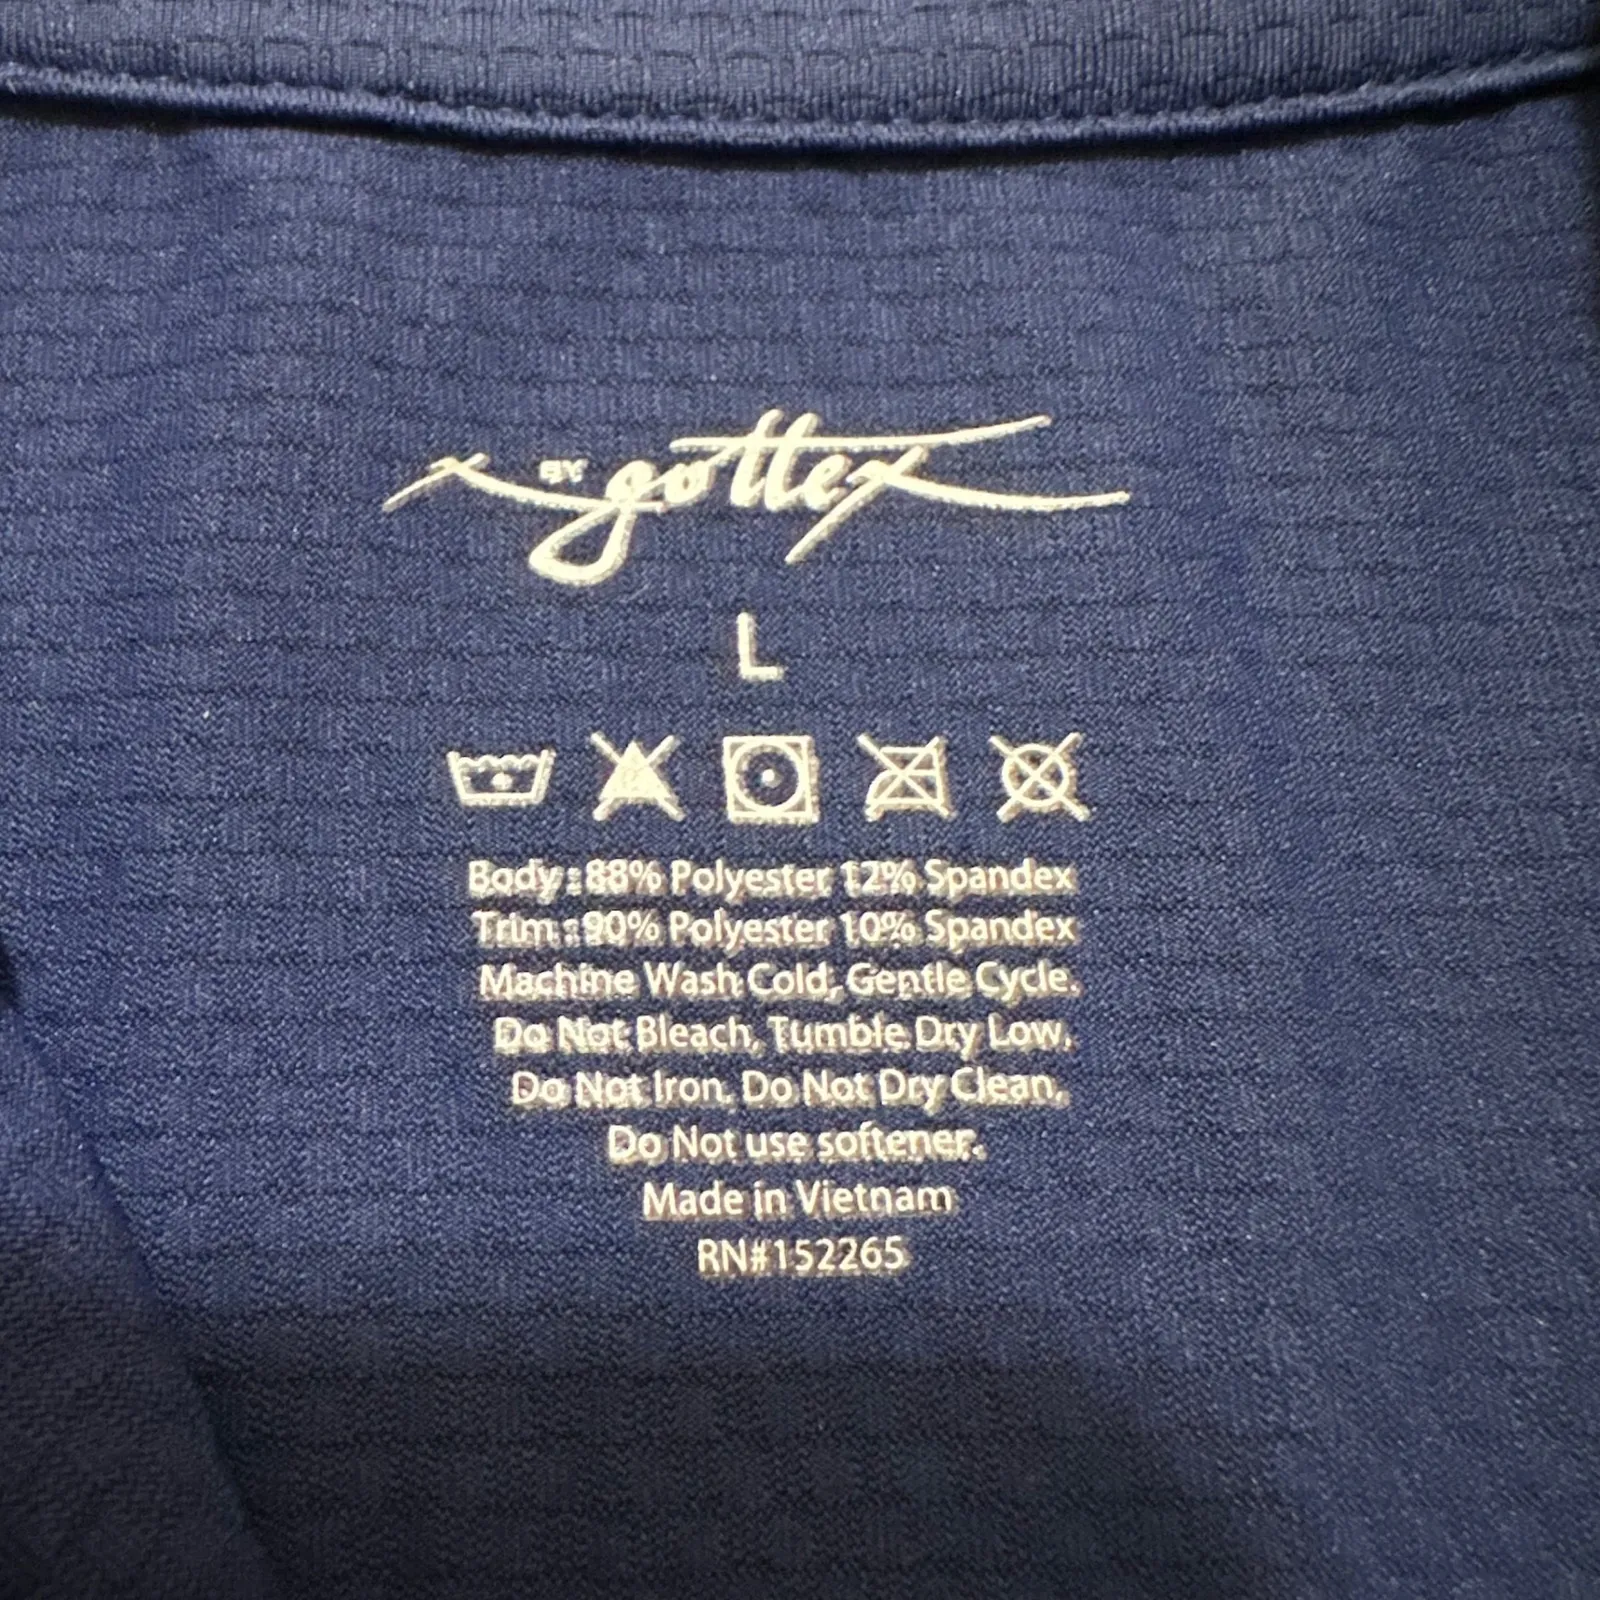 X BY gottex
L
Body : 88% Polyester 12% Spandex
Trim : 90% Polyester 10% Spandex
Machine Wash Cold, Gentle Cycle.
Do Not Bleach, Tumble Dry Low.
Do Not Iron. Do Not Dry Clean.
Do Not use softener.
Made in Vietnam
RN#152265